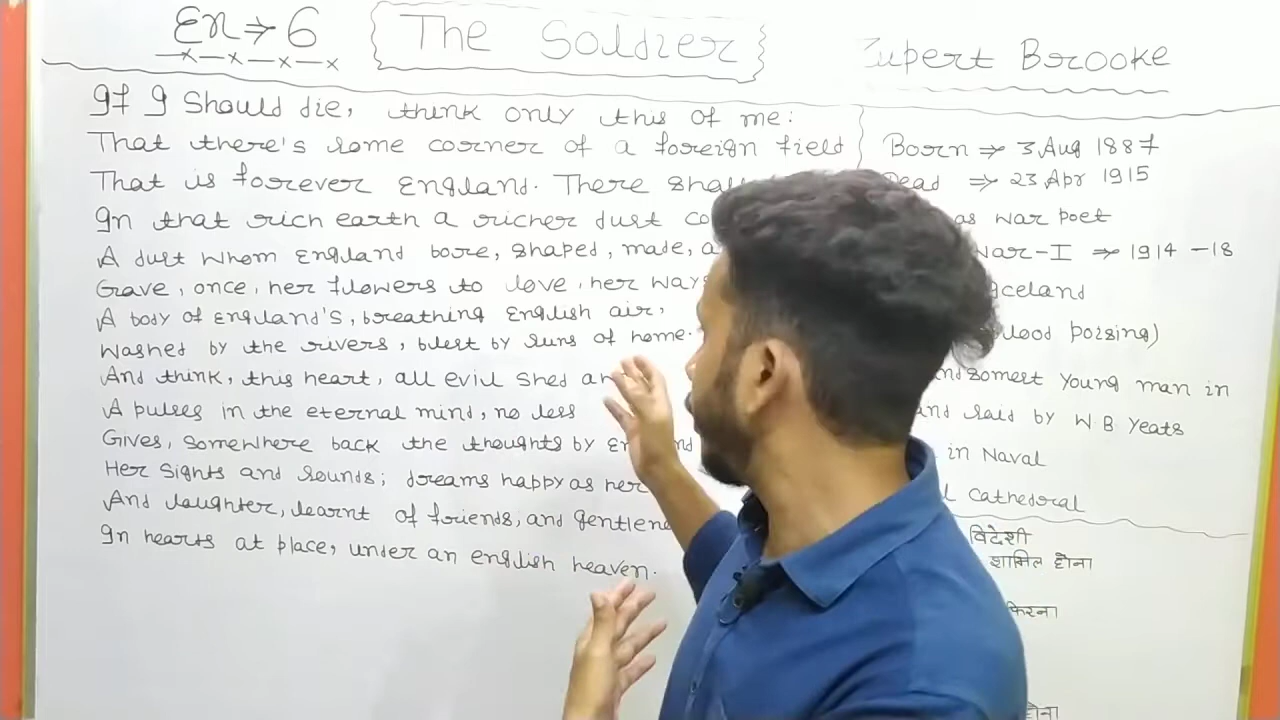 En → 6
The Soldier
Rupert Brooke
If I Should die, think only this of me:
That there's some corner of a foreign field
That is forever England. There shall
In that rich earth a richer dust
A dust whom England bore, shaped, made,
Gave, once, her flowers to love, her ways
A body of England's, breathing English air,
Washed by the rivers, blest by suns of home.
And think, this heart, all evil shed
A pulses in the eternal mind, no less
Gives, somewhere back the thoughts by
Her Sights and sounds; dreams happy as her
And laughter, learnt of friends, and
In hearts at place, under an english heaven.
Born → 3 Aug 1887
Dead → 23 Apr 1915
as war poet
War-I → 1914 -18
poising)
Young man in
and said by W.B. Yeats
in Naval
Cathedral
विदेशी
शामिल होना